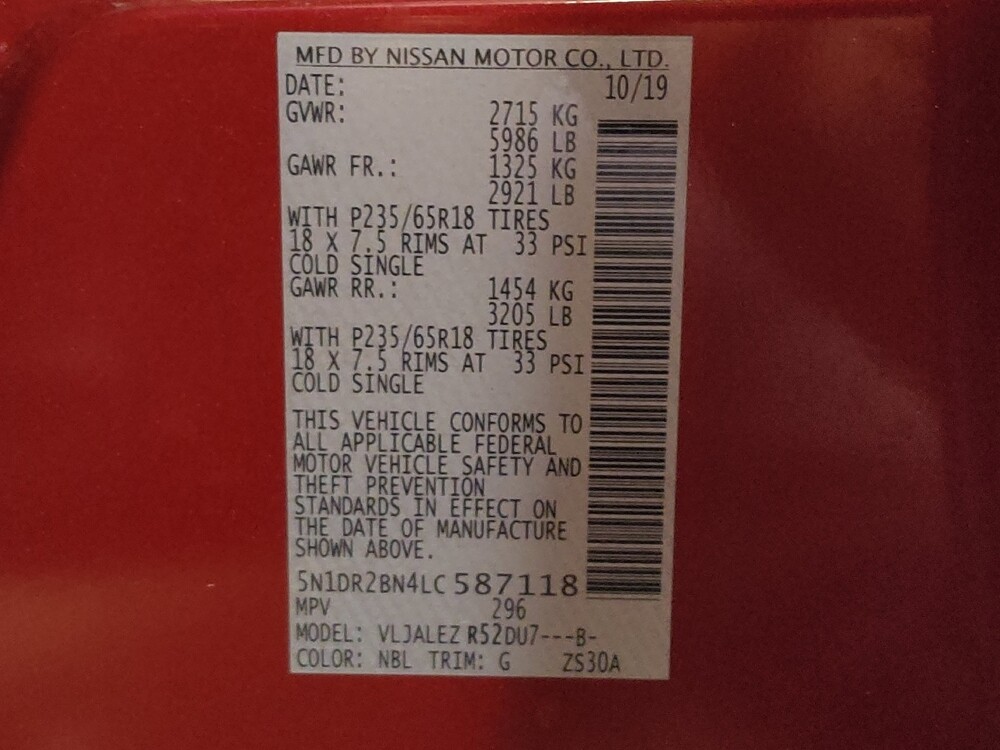 MFD BY NISSAN MOTOR CO., LTD.
DATE: 10/19
GVWR: 2715 KG
5986 LB
GAWR FR.: 1325 KG
2921 LB
WITH P235/65R18 TIRES
18 X 7.5 RIMS AT 33 PSI
COLD SINGLE
GAWR RR.: 1454 KG
3205 LB
WITH P235/65R18 TIRES
18 X 7.5 RIMS AT 33 PSI
COLD SINGLE
THIS VEHICLE CONFORMS TO
ALL APPLICABLE FEDERAL
MOTOR VEHICLE SAFETY AND
THEFT PREVENTION
STANDARDS IN EFFECT ON
THE DATE OF MANUFACTURE
SHOWN ABOVE.
5N1DR2BN4LC587118
MPV 296
MODEL: VLJALEZ R52DU7---B-
COLOR: NBL TRIM: G ZS30A